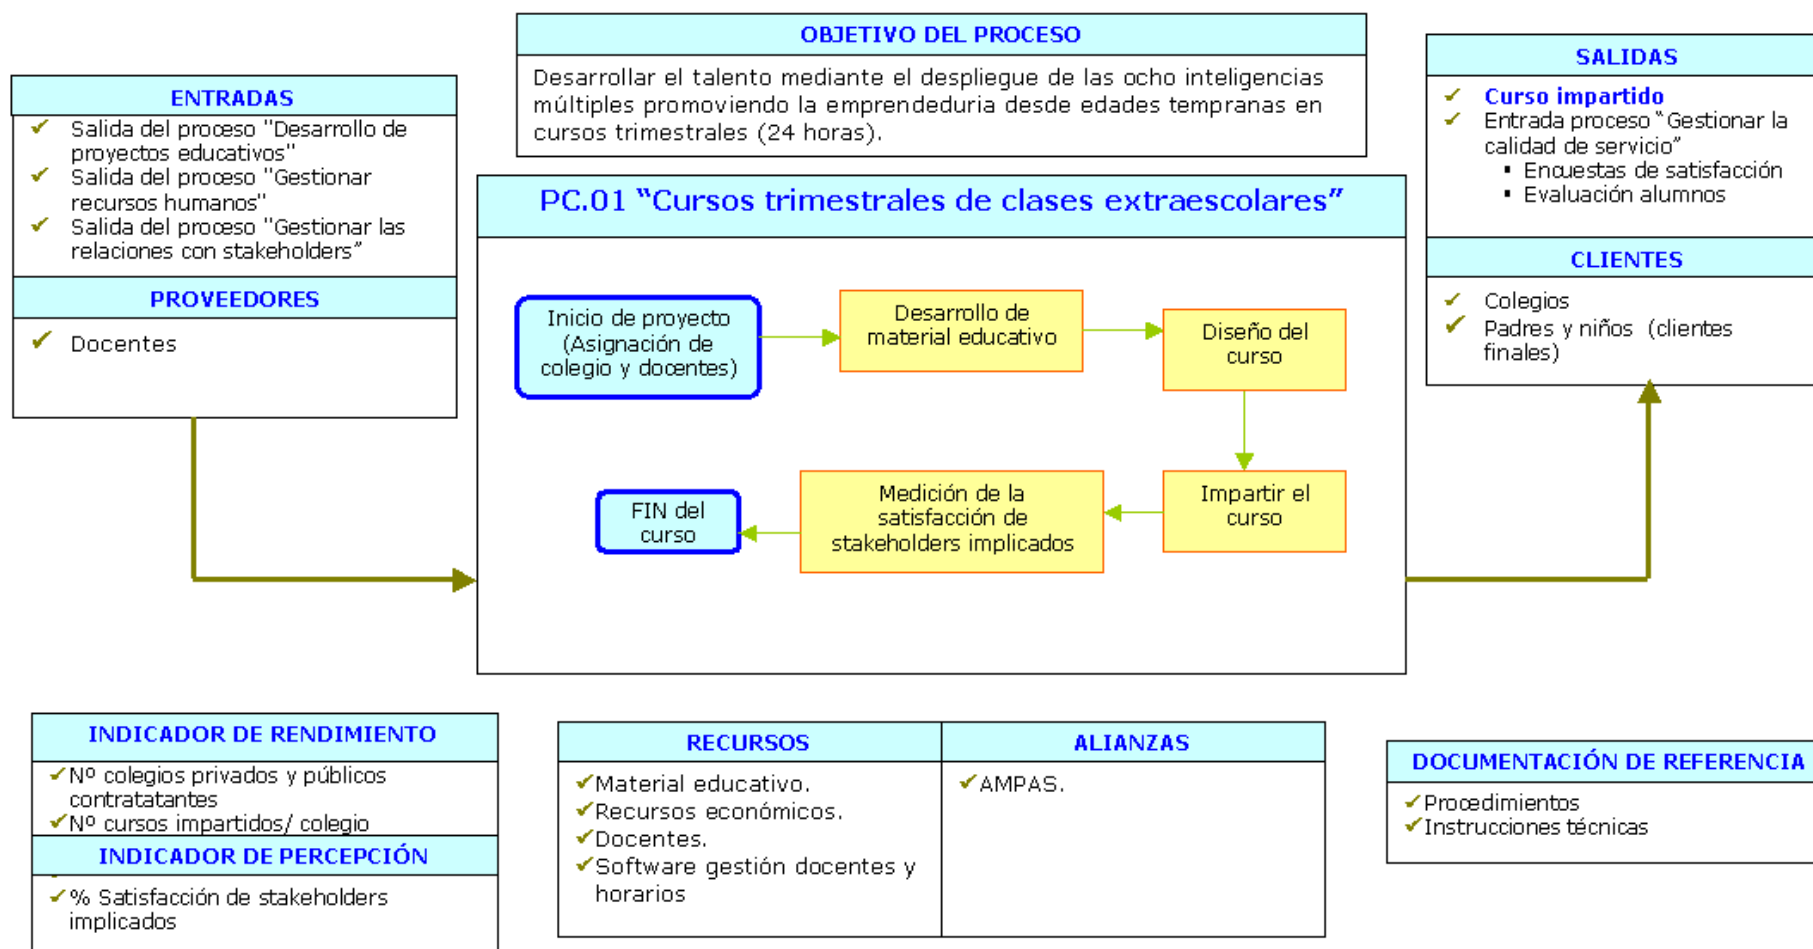 OBJETIVO DEL PROCESO
Desarrollar el talento mediante el despliegue de las ocho inteligencias
múltiples promoviendo la emprendeduria desde edades tempranas en
cursos trimestrales (24 horas).
ENTRADAS
Salida del proceso "Desarrollo de
proyectos educativos"
Salida del proceso "Gestionar
recursos humanos"
Salida del proceso "Gestionar las
relaciones con stakeholders”
PROVEEDORES
Docentes
PC.01 “Cursos trimestrales de clases extraescolares”
Inicio de proyecto
(Asignación de
colegio y docentes)
Desarrollo de
material educativo
Diseño del
curso
Impartir el
curso
Medición de la
satisfacción de
stakeholders implicados
FIN del
curso
SALIDAS
Curso impartido
Entrada proceso “Gestionar la
calidad de servicio”
▪ Encuestas de satisfacción
▪ Evaluación alumnos
CLIENTES
Colegios
Padres y niños (clientes
finales)
INDICADOR DE RENDIMIENTO
Nº colegios privados y públicos
contratatantes
Nº cursos impartidos/ colegio
INDICADOR DE PERCEPCIÓN
% Satisfacción de stakeholders
implicados
RECURSOS
Material educativo.
Recursos económicos.
Docentes.
Software gestión docentes y
horarios
ALIANZAS
AMPAS.
DOCUMENTACIÓN DE REFERENCIA
Procedimientos
Instrucciones técnicas